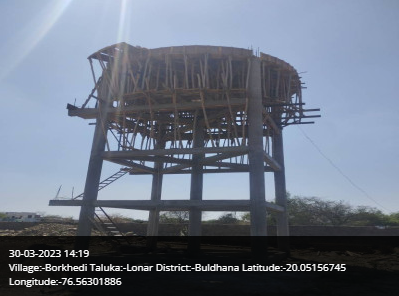 30-03-2023 14:19
Village:-Borkhedi Taluka:-Lonar District:-Buldhana Latitude:-20.05156745
Longitude:-76.56301886